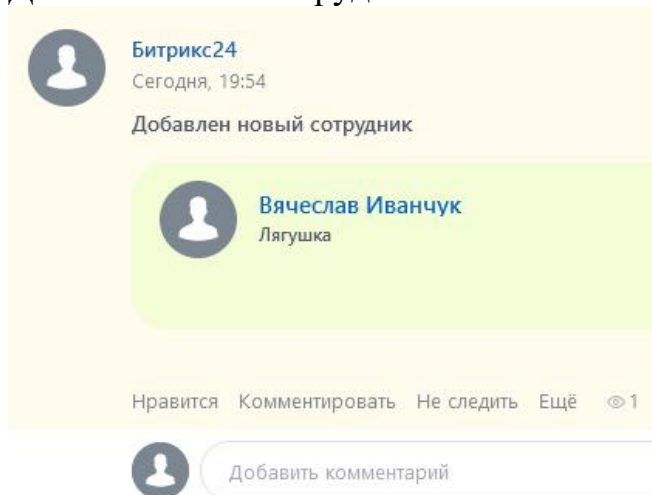 Битрикс24
Сегодня, 19:54
Добавлен новый сотрудник
Вячеслав Иванчук
Лягушка
Нравится Комментировать Не следить Ещё 1
Добавить комментарий